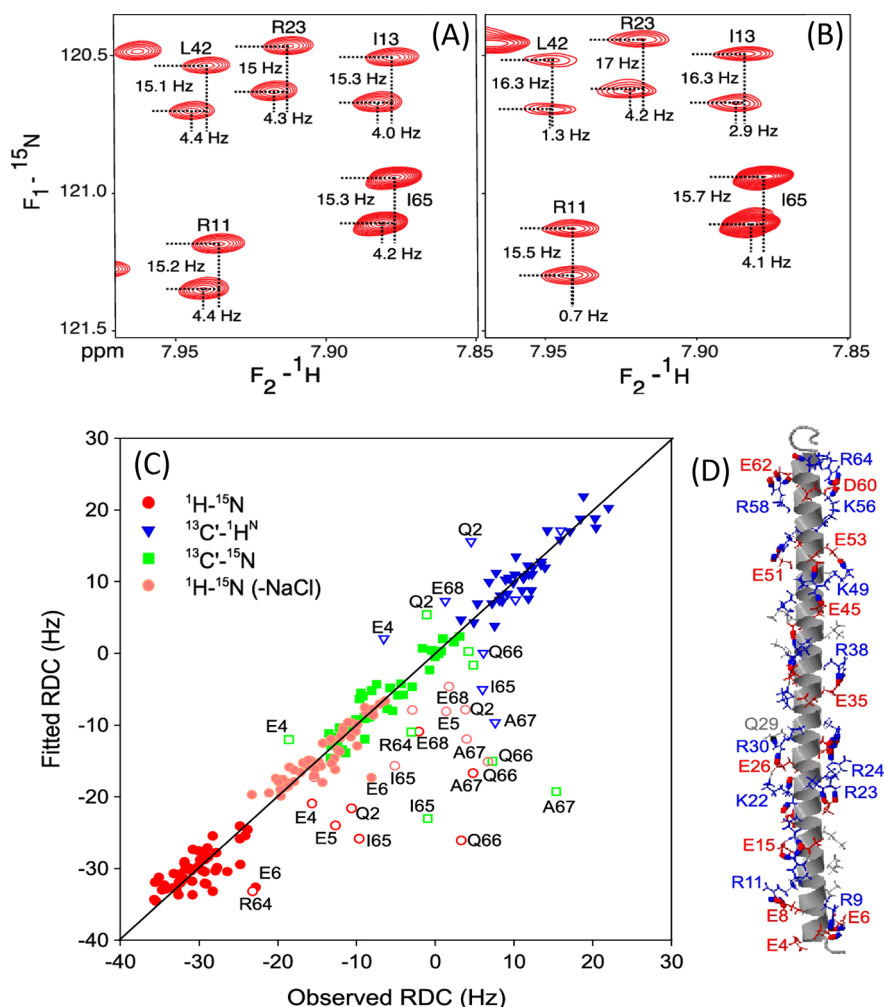 (A)
L42
R23
I13
15.1 Hz
15 Hz
15.3 Hz
4.4 Hz
4.3 Hz
4.0 Hz
15.3 Hz
I65
R11
4.2 Hz
15.2 Hz
4.4 Hz
120.5
121.0
121.5
F1 - 15N
ppm
7.95
7.90
7.85
F2 - 1H
(B)
L42
R23
I13
16.3 Hz
17 Hz
16.3 Hz
1.3 Hz
4.2 Hz
2.9 Hz
15.7 Hz
I65
R11
4.1 Hz
15.5 Hz
0.7 Hz
7.95
7.90
7.85
F2 - 1H
(C)
1H-15N
13C'-1HN
13C'-15N
1H-15N (-NaCl)
Q2
E68
Q2
E4
Q66
I65
A67
E4
E68
Q2
E5
R64
E68
A67
Q66
I65
E6
A67
Q66
A67
E4
Q2
I65
E5
I65
Q66
E6
R64
30
20
10
0
-10
-20
-30
-40
Fitted RDC (Hz)
-40
-30
-20
-10
0
10
20
30
Observed RDC (Hz)
(D)
E62
R64
D60
R58
K56
E53
E51
K49
E45
R38
E35
Q29
R30
E26
R24
K22
R23
E15
R11
R9
E8
E6
E4